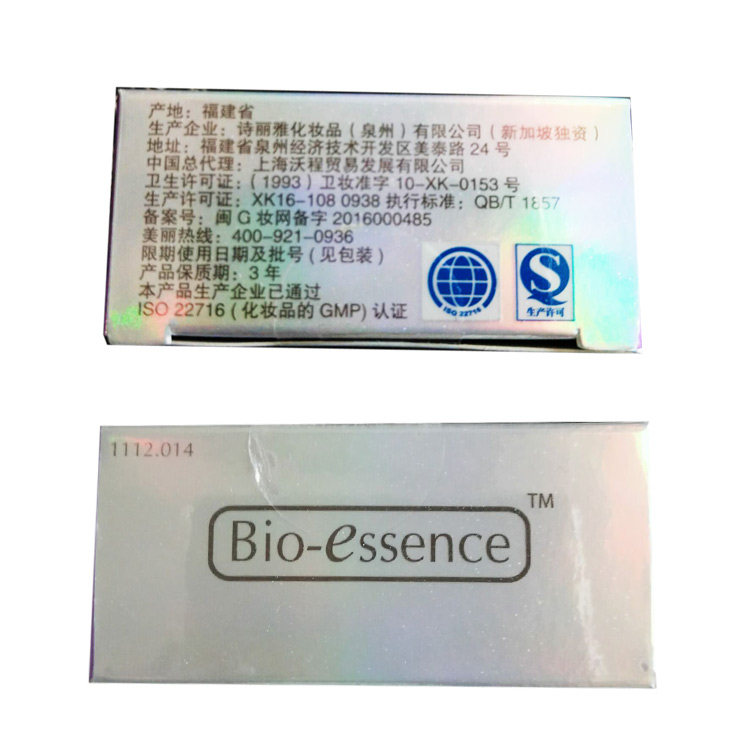 产地：福建省
生产企业：诗丽雅化妆品（泉州）有限公司（新加坡独资）
地址：福建省泉州经济技术开发区美泰路 24 号
中国总代理：上海沃程贸易发展有限公司
卫生许可证：（1993）卫妆准字 10-XK-0153 号
生产许可证：XK16-108 0938 执行标准：QB/T 1857
备案号：闽 G 妆网备字 2016000485
美丽热线：400-921-0936
限期使用日期及批号（见包装）
产品保质期：3 年
本产品生产企业已通过
ISO 22716（化妆品的 GMP）认证
ISO 22716
生产许可
1112.014
Bio-essence TM